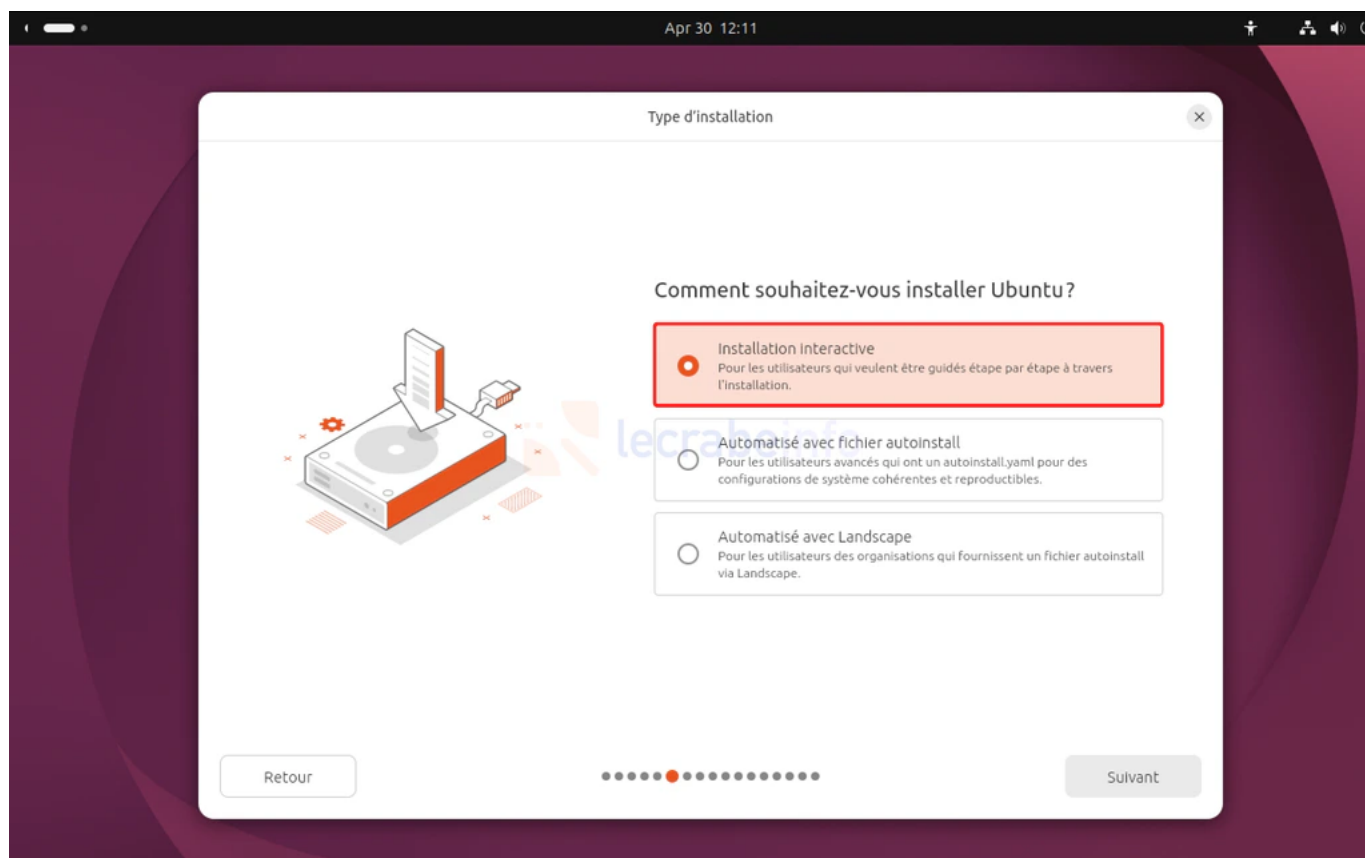 Apr 30 12:11
Type d'installation
Comment souhaitez-vous installer Ubuntu?
Installation interactive
Pour les utilisateurs qui veulent être guidés étape par étape à travers
l'installation.
lecrabeinfo
Automatisé avec fichier autoinstall
Pour les utilisateurs avancés qui ont un autoinstall.yaml pour des
configurations de système cohérentes et reproductibles.
Automatisé avec Landscape
Pour les utilisateurs des organisations qui fournissent un fichier autoinstall
via Landscape.
Retour
Suivant